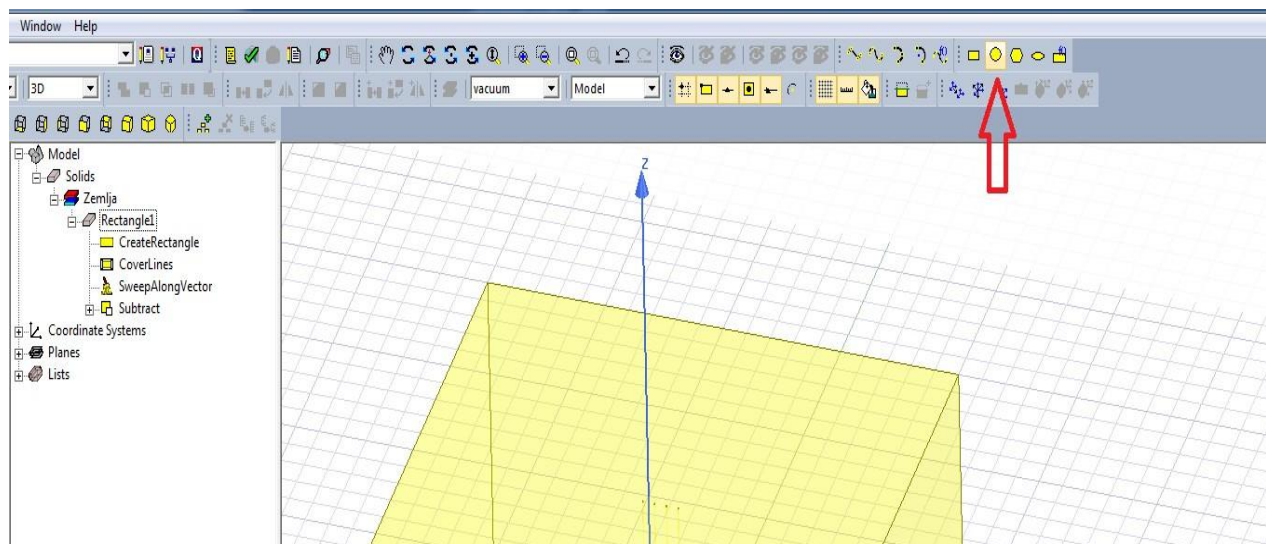 Window Help
3D vacuum Model
Model
Solids
Zemlja
Rectangle1
CreateRectangle
CoverLines
SweepAlongVector
Subtract
Coordinate Systems
Planes
Lists
Z